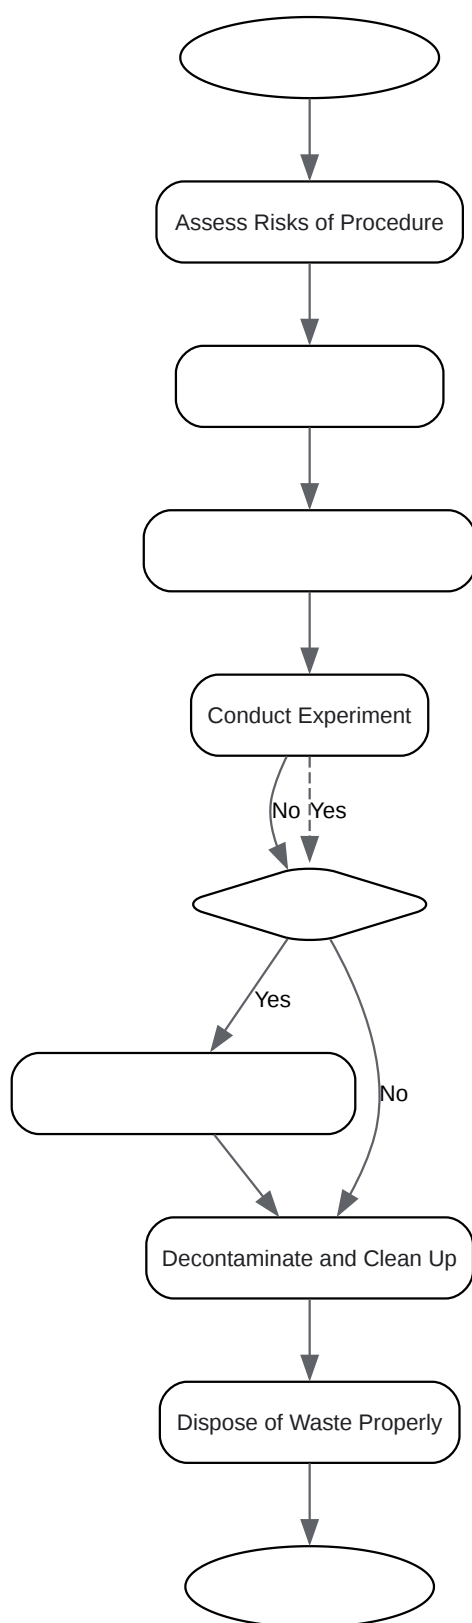 Assess Risks of Procedure
Conduct Experiment
No
Yes
Yes
No
Decontaminate and Clean Up
Dispose of Waste Properly